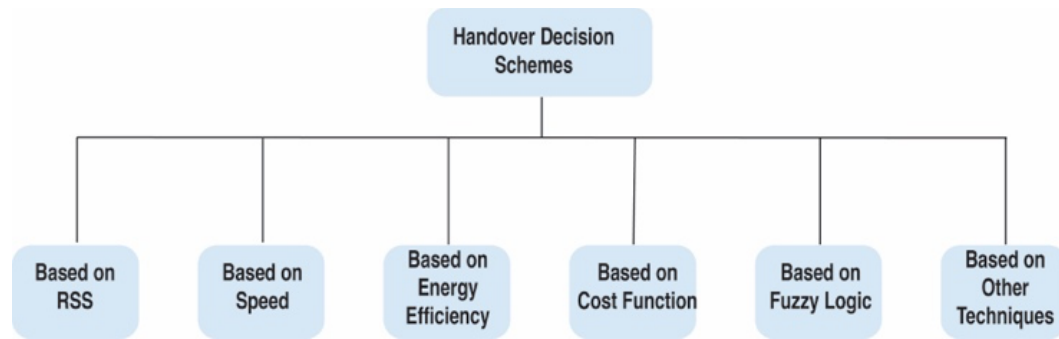 Handover Decision
Schemes
Based on
RSS
Based on
Speed
Based on
Energy
Efficiency
Based on
Cost Function
Based on
Fuzzy Logic
Based on
Other
Techniques